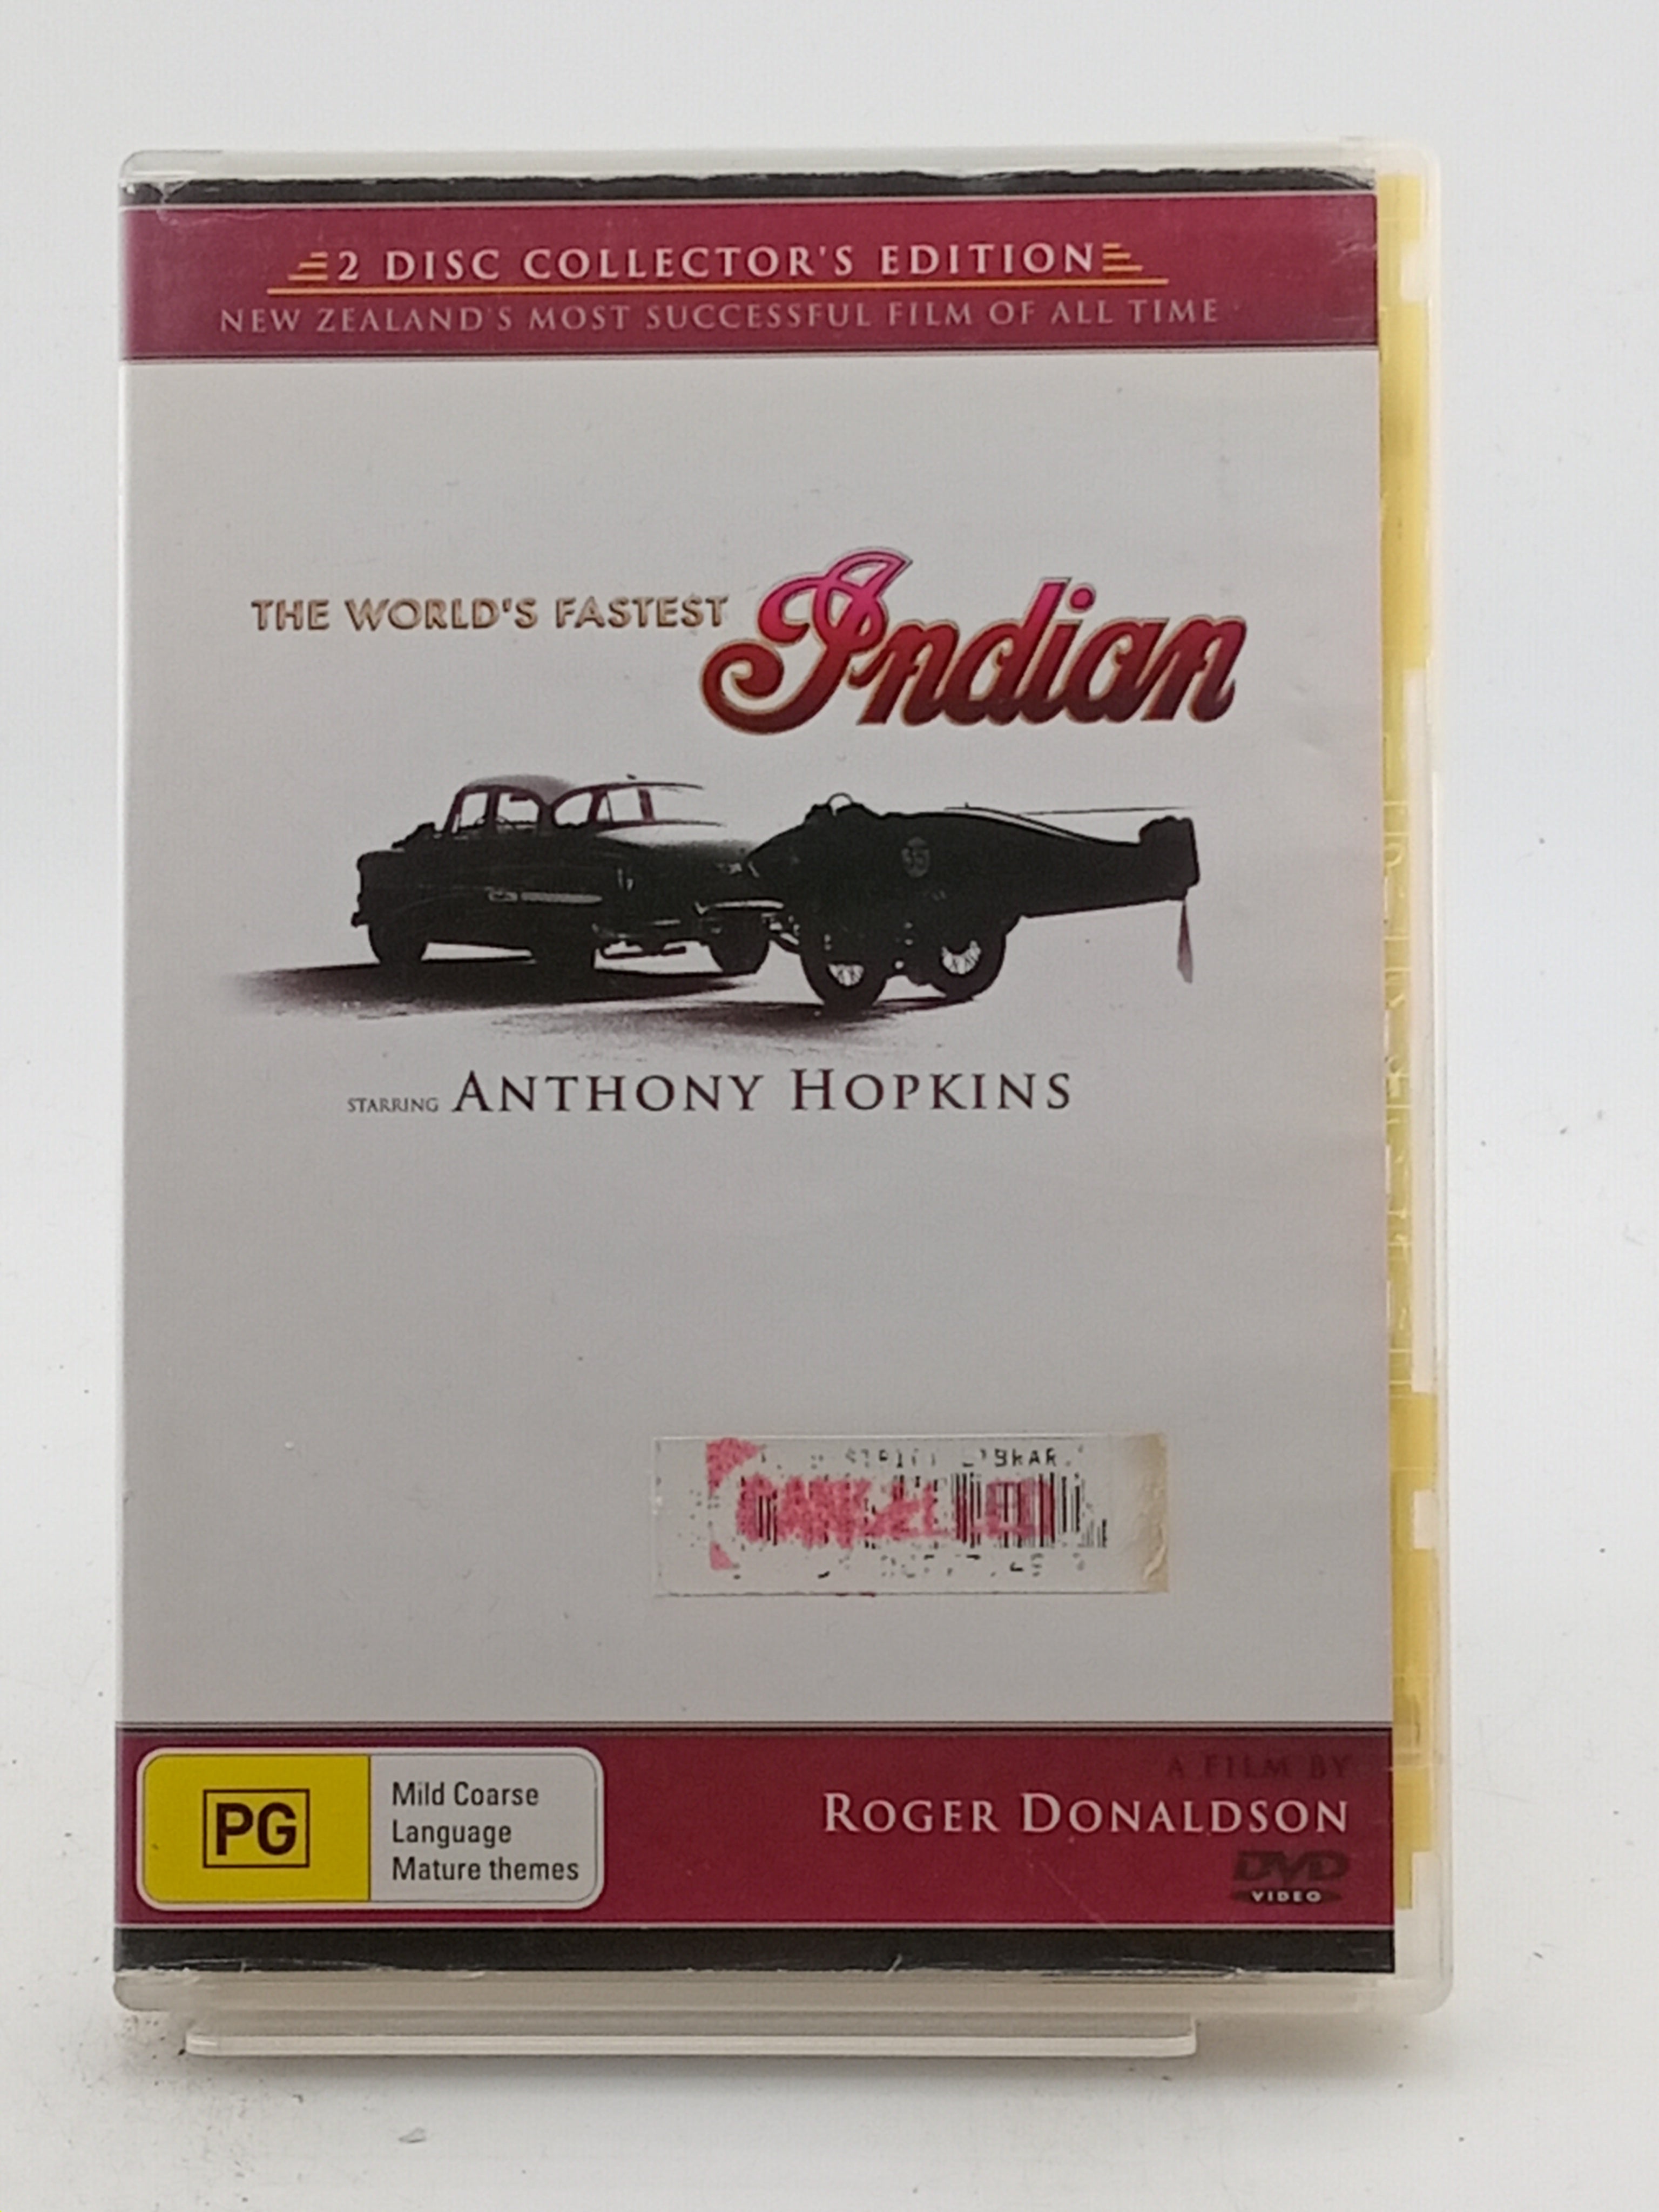 2 DISC COLLECTOR'S EDITION
NEW ZEALAND'S MOST SUCCESSFUL FILM OF ALL TIME
THE WORLD'S FASTEST Indian
STARRING ANTHONY HOPKINS
PG
Mild Coarse
Language
Mature themes
A FILM BY
ROGER DONALDSON
DVD
VIDEO